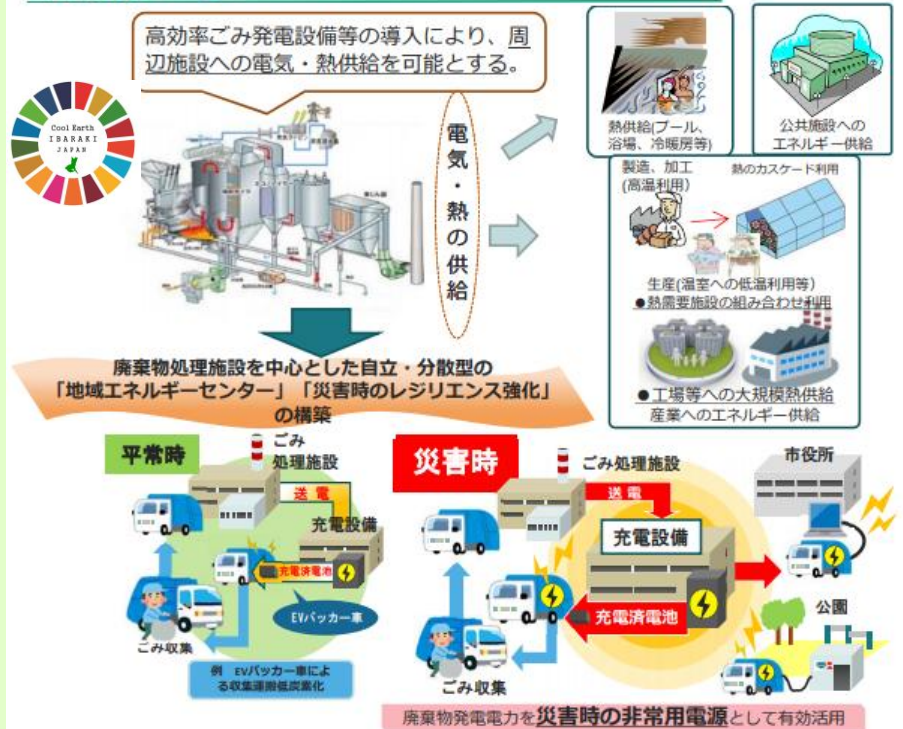 高効率ごみ発電設備等の導入により、周
辺施設への電気・熱供給を可能とする。
Cool Earth
IBARAKI
JAPAN
電気・熱の供給
熱供給(プール、
浴場、冷暖房等)
公共施設への
エネルギー供給
製造、加工
(高温利用)
熱のカスケード利用
生産(温室への低温利用等)
●熱需要施設の組み合わせ利用
●工場等への大規模熱供給
産業へのエネルギー供給
廃棄物処理施設を中心とした自立・分散型の
「地域エネルギーセンター」「災害時のレジリエンス強化」
の構築
平常時
ごみ
処理施設
送電
充電設備
充電済電池
EVパッカー車
ごみ収集
例 EVパッカー車によ
る収集運搬低炭素化
災害時
ごみ処理施設
送電
充電設備
充電済電池
ごみ収集
市役所
公園
廃棄物発電電力を災害時の非常用電源として有効活用